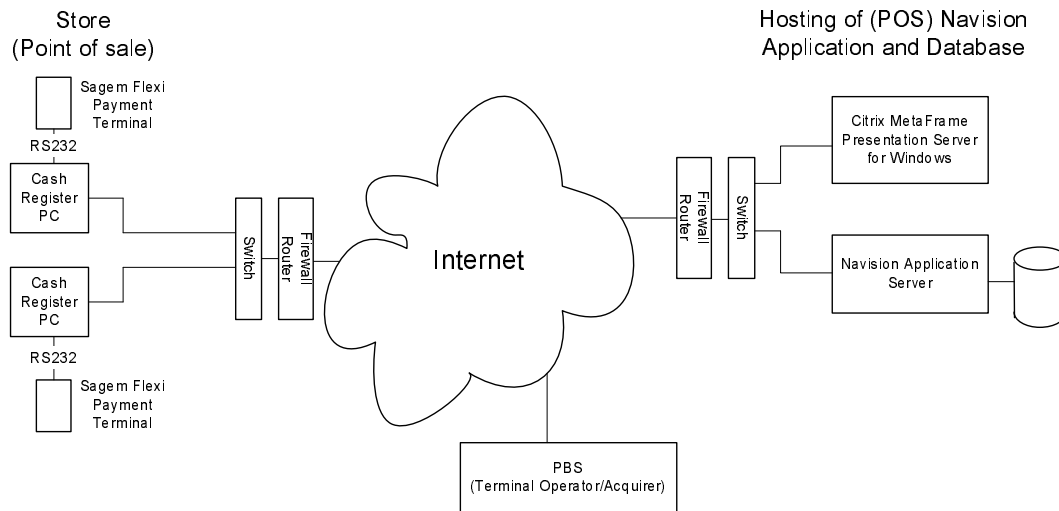 Store
(Point of sale)
Hosting of (POS) Navision
Application and Database
Sagem Flexi
Payment
Terminal
RS232
Cash
Register
PC
Cash
Register
PC
RS232
Sagem Flexi
Payment
Terminal
Switch
Firewall
Router
Internet
Firewall
Router
Switch
Citrix MetaFrame
Presentation Server
for Windows
Navision Application
Server
PBS
(Terminal Operator/Acquirer)